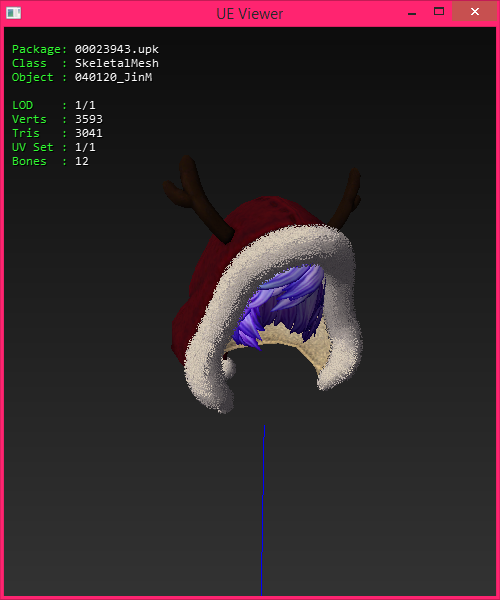 UE Viewer
Package: 00023943.upk
Class : SkeletalMesh
Object : 040120_JinM
LOD : 1/1
Verts : 3593
Tris : 3041
UV Set : 1/1
Bones : 12